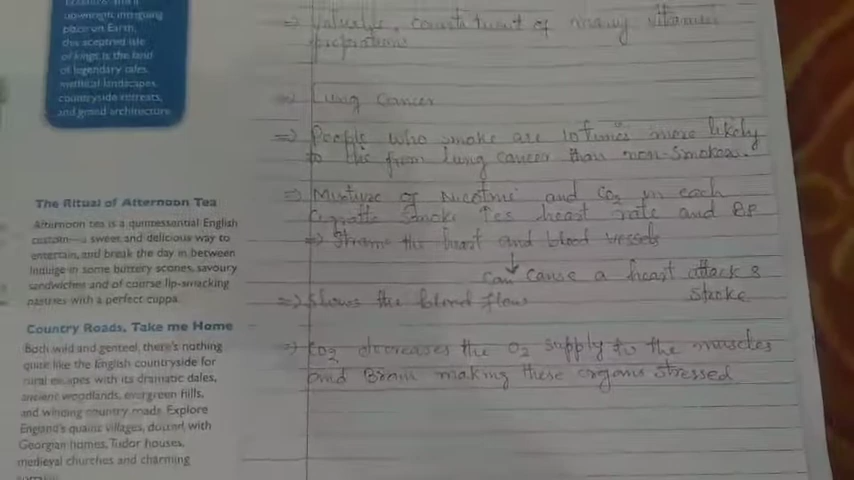 downright intriguing
place on Earth,
this sceptred isle
of kings is the land
of legendary tales,
mythical landscapes,
countryside retreats,
and grand architecture.
The Ritual of Afternoon Tea
Afternoon tea is a quintessential English
custom—a sweet and delicious way to
entertain, and break the day in between
Indulge in some buttery scones, savoury
sandwiches and of course lip-smacking
pastries with a perfect cuppa.
Country Roads, Take me Home
Both wild and genteel, there's nothing
quite like the English countryside for
rural escapes with its dramatic dales,
ancient woodlands, evergreen hills,
and winding country roads. Explore
England's quaint villages, dotted with
Georgian homes, Tudor houses,
medieval churches and charming
⇒ constituent of many vitamins
⇒ Lung Cancer
⇒ People who smoke are 10 times more likely
to die from lung cancer than non-smokers.
⇒ Mixture of Nicotine and CO2 in each
smoke ↑es heart rate and BP
⇒ Strains the heart and blood vessels
↓
can cause a heart attack &
stroke
⇒ slows the blood flow
⇒ CO2 decreases the O2 supply to the muscles
and Brain making these organs stressed